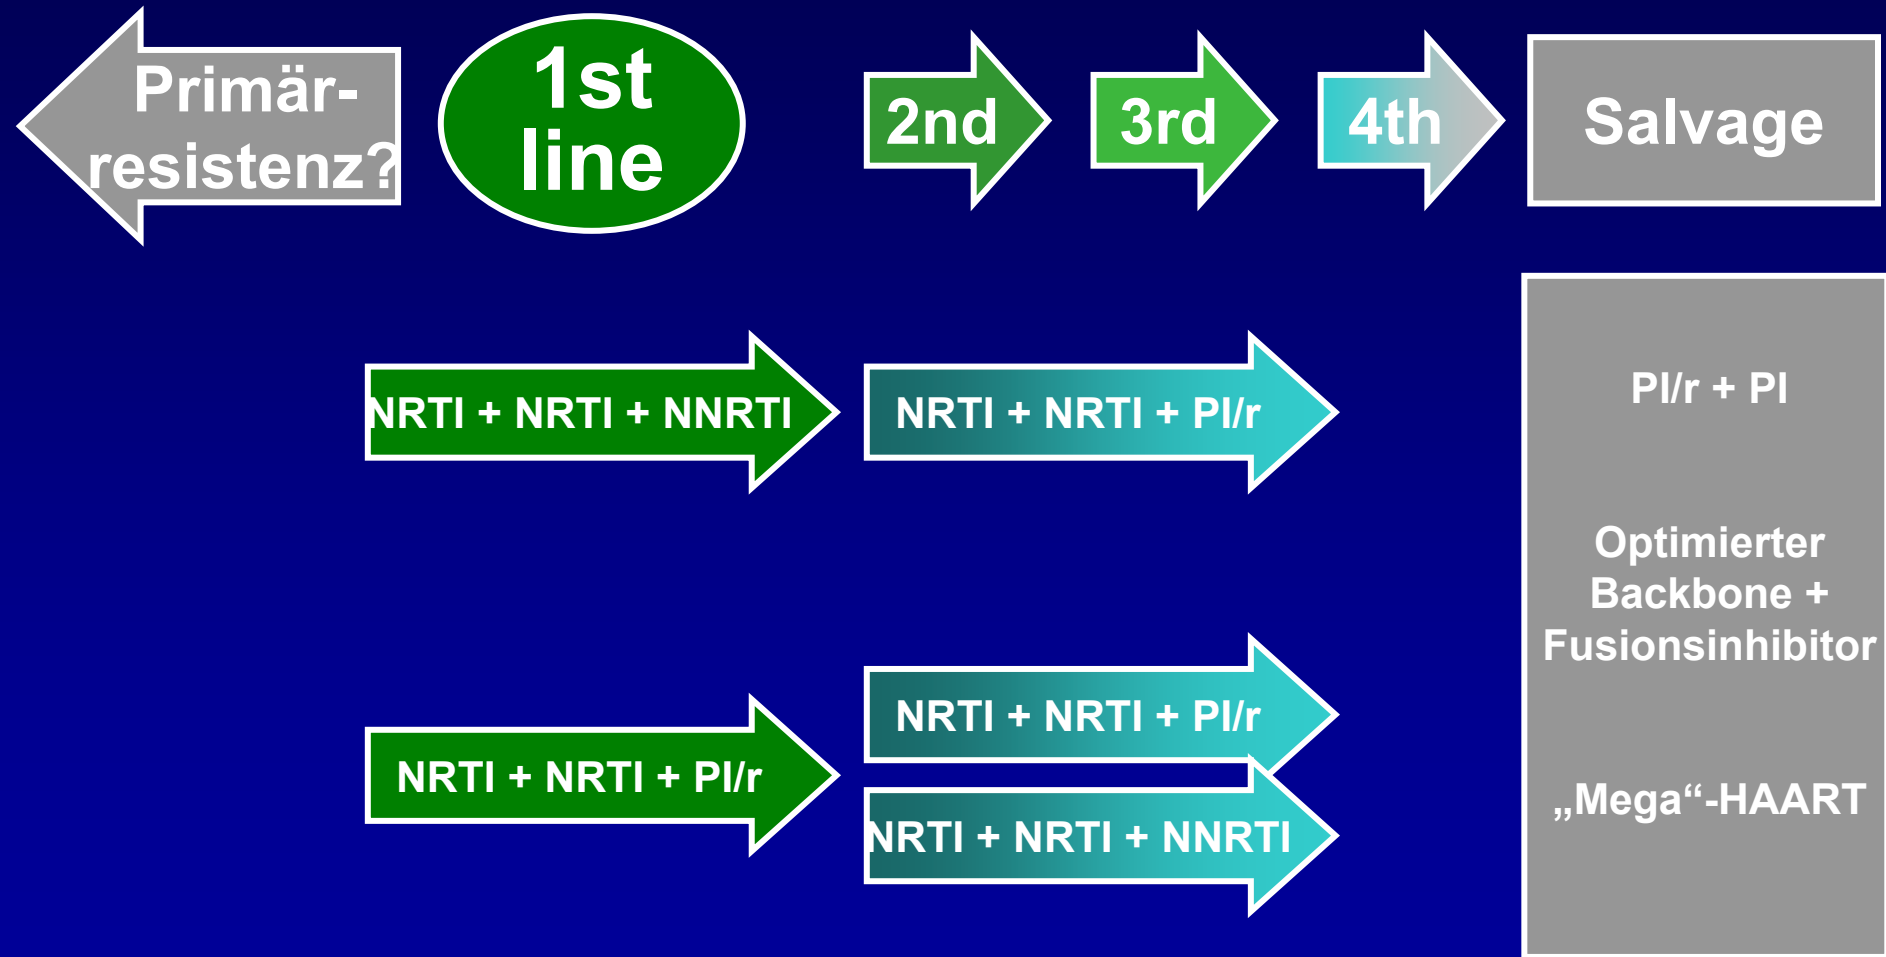 Primär-
resistenz?
1st
line
2nd
3rd
4th
Salvage
NRTI + NRTI + NNRTI
NRTI + NRTI + PI/r
NRTI + NRTI + PI/r
NRTI + NRTI + PI/r
NRTI + NRTI + NNRTI
PI/r + PI
Optimierter
Backbone +
Fusionsinhibitor
„Mega“-HAART